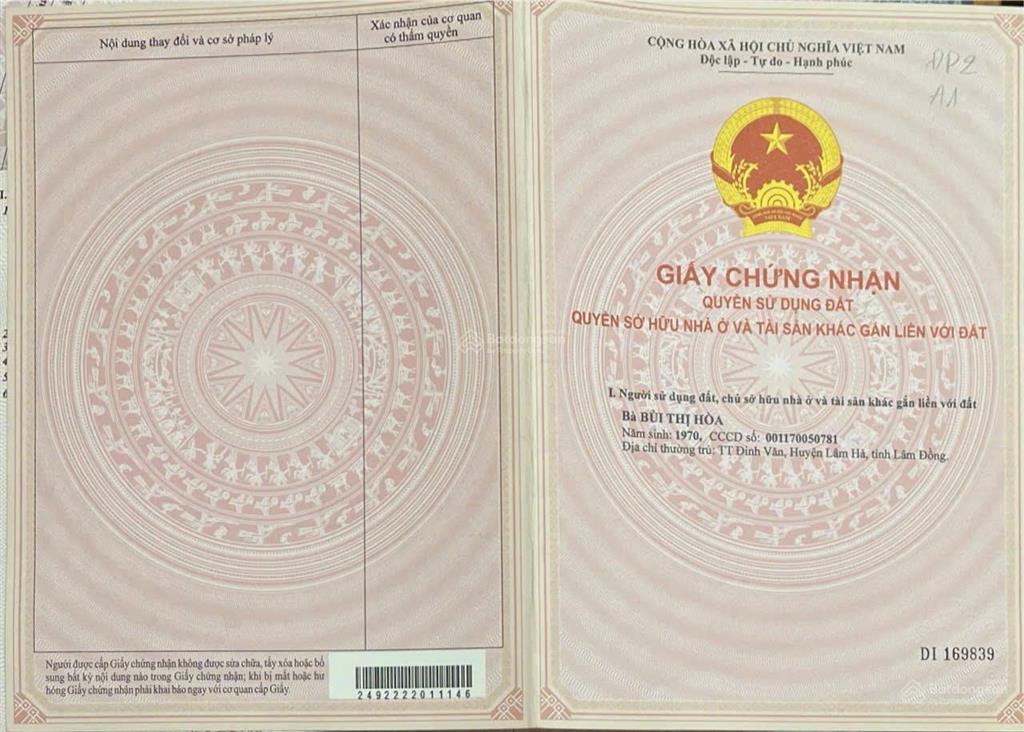 Nội dung thay đổi và cơ sở pháp lý
Xác nhận của cơ quan
có thẩm quyền
Người được cấp Giấy chứng nhận không được sửa chữa, tẩy xóa hoặc bổ
sung bất kỳ nội dung nào trong Giấy chứng nhận; khi bị mất hoặc hư
hỏng Giấy chứng nhận phải khai báo ngay với cơ quan cấp Giấy.
2492222011146
CỘNG HÒA XÃ HỘI CHỦ NGHĨA VIỆT NAM
Độc lập - Tự do - Hạnh phúc
ĐP2
A1
VIỆT NAM
GIẤY CHỨNG NHẬN
QUYỀN SỬ DỤNG ĐẤT
QUYỀN SỞ HỮU NHÀ Ở VÀ TÀI SẢN KHÁC GẮN LIỀN VỚI ĐẤT
I. Người sử dụng đất, chủ sở hữu nhà ở và tài sản khác gắn liền với đất
Bà BÙI THỊ HÒA
Năm sinh: 1970, CCCD số: 001170050781
Địa chỉ thường trú: TT Đinh Văn, Huyện Lâm Hà, tỉnh Lâm Đồng.
DI 169839
Batdongsan
Batdongsan